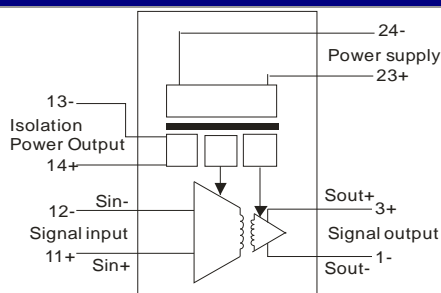 24-
Power supply
23+
13-
Isolation
Power Output
14+
Sin-
12-
Signal input
11+
Sin+
Sout+
3+
Signal output
1-
Sout-